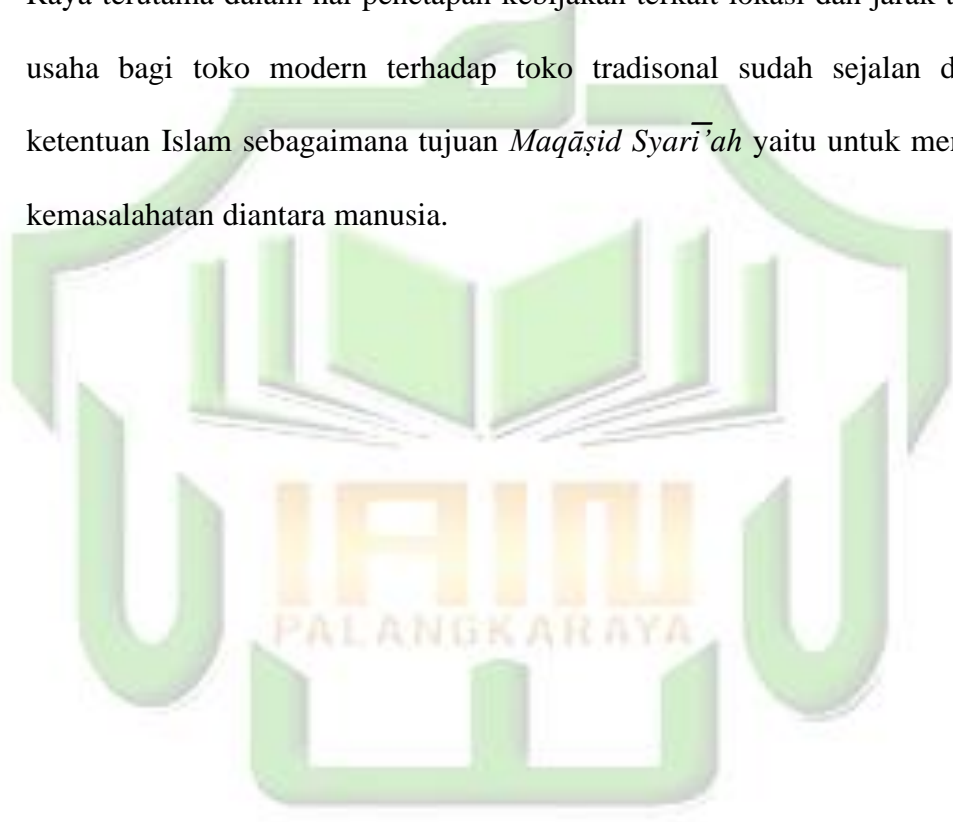 Raya terutama dalam hal penetapan kebijakan terkait lokasi dan jarak
usaha bagi toko modern terhadap toko tradisonal sudah sejalan
ketentuan Islam sebagaimana tujuan Maqāṣid Syarī’ah yaitu untuk
kemasalahatan diantara manusia.
IAIN
PALANGKARAYA